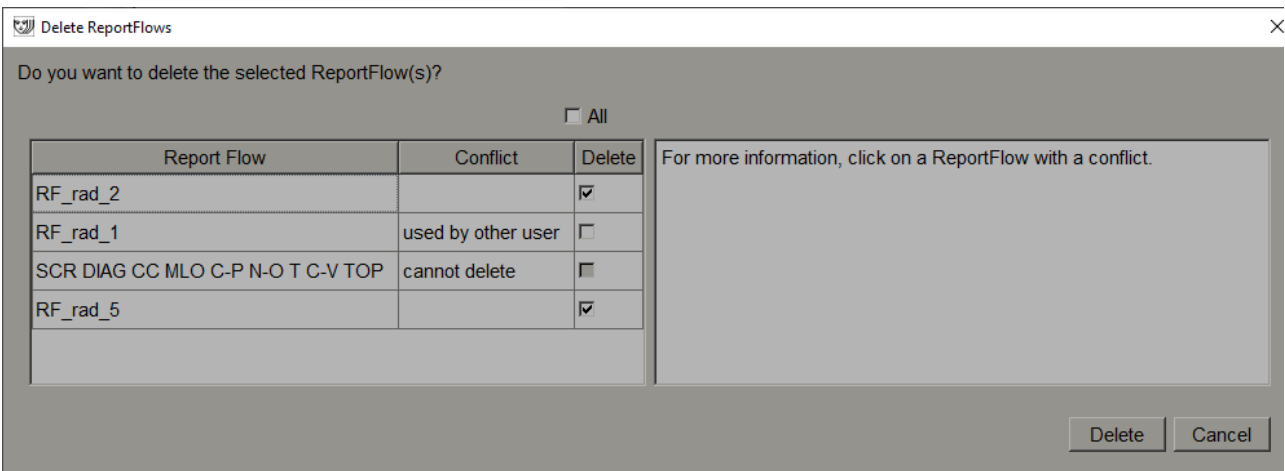 Delete ReportFlows
Do you want to delete the selected ReportFlow(s)?
All
Report Flow Conflict Delete
For more information, click on a ReportFlow with a conflict.
RF_rad_2
RF_rad_1 used by other user
SCR DIAG CC MLO C-P N-O T C-V TOP cannot delete
RF_rad_5
Delete Cancel